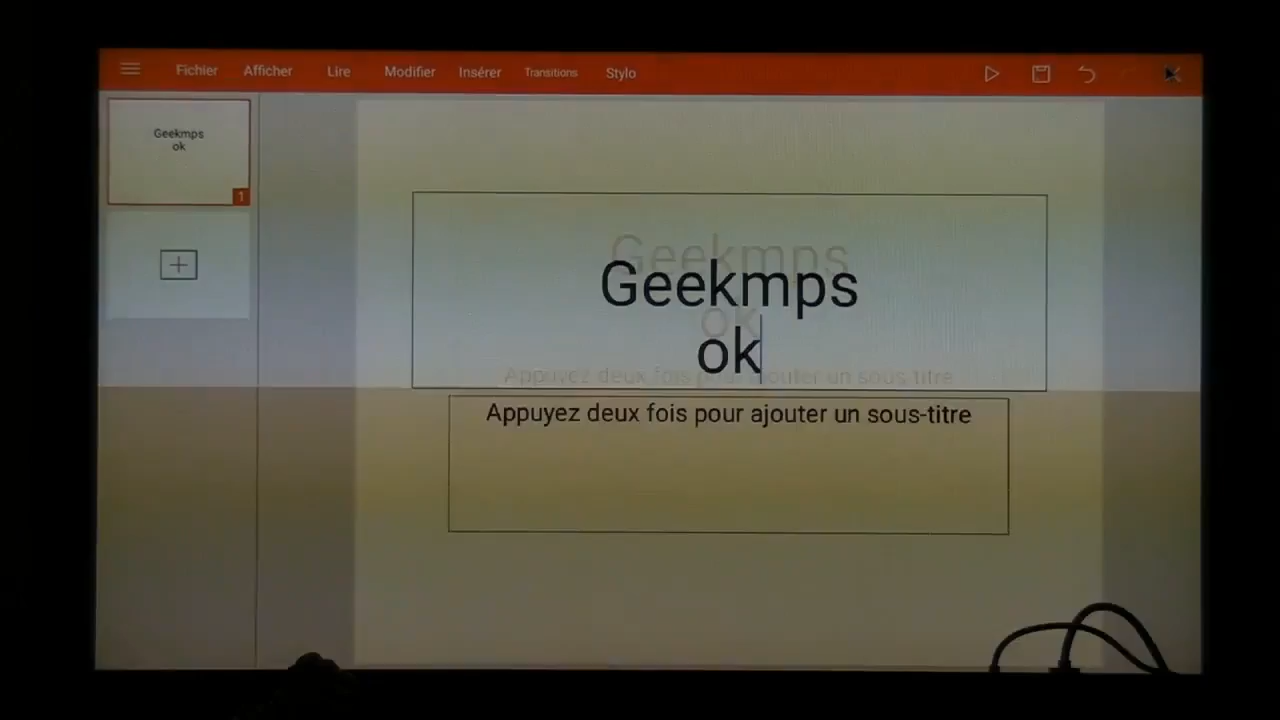 Fichier Afficher Lire Modifier Insérer Transitions Stylo
Geekmps
ok
1
Geekmps
ok
Appuyez deux fois pour ajouter un sous-titre